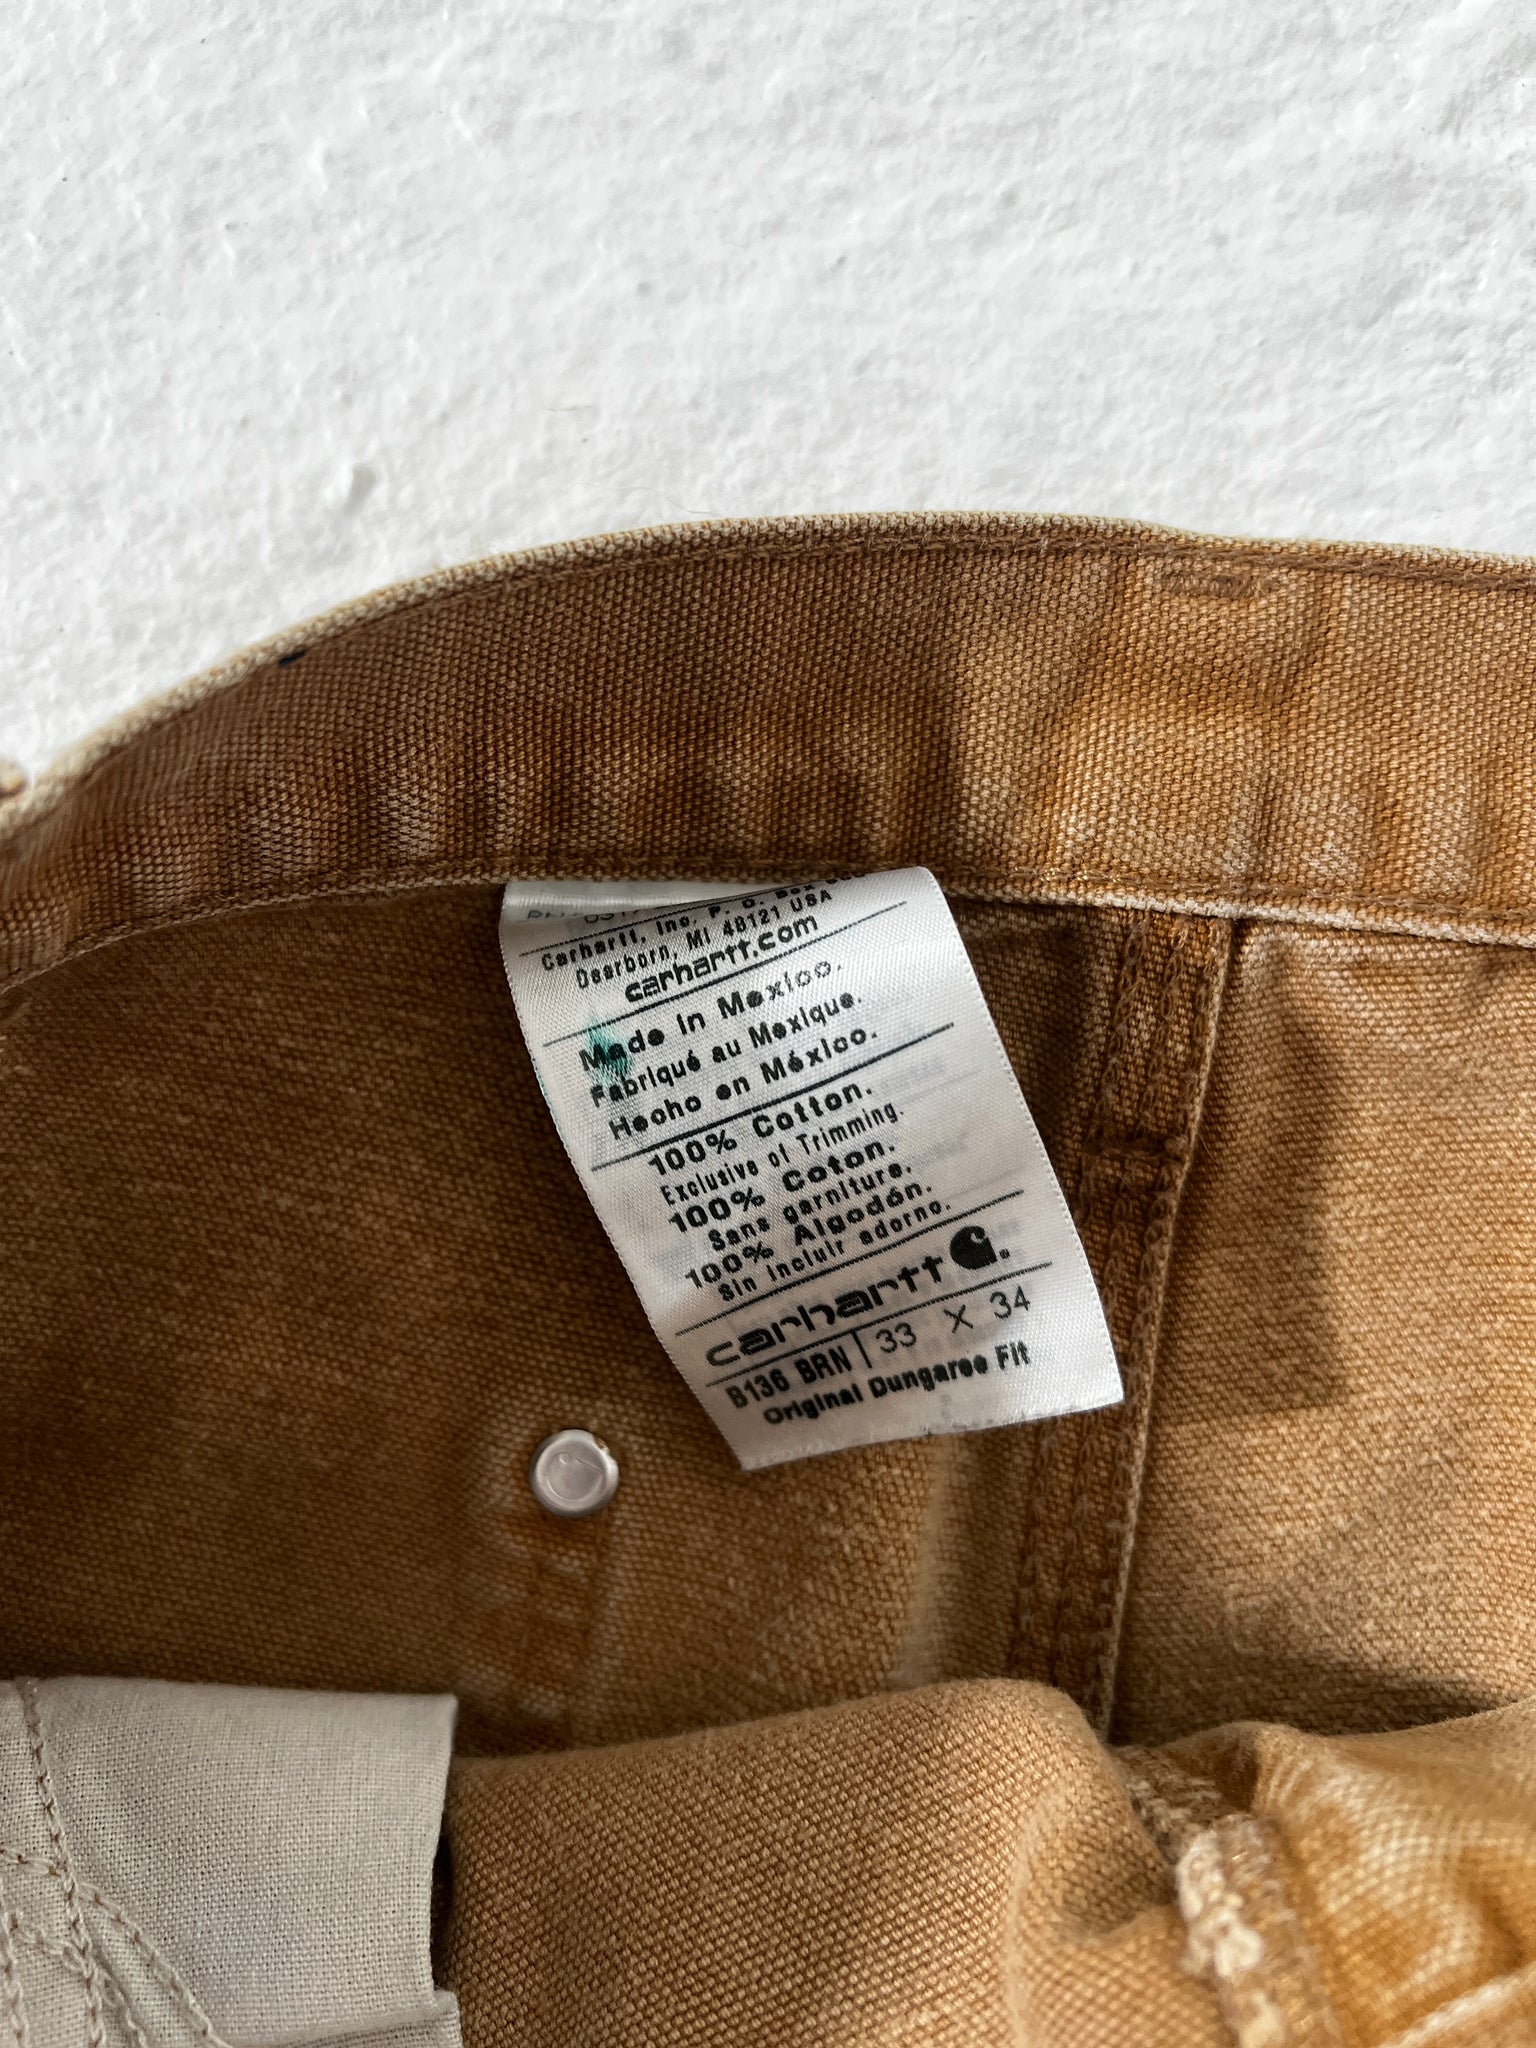 Carhartt, Inc. P. O. Box
Dearborn, MI 48121 USA
carhartt.com
Made in Mexico.
Fabriqué au Mexique.
Hecho en México.
100% Cotton.
Exclusive of Trimming.
100% Coton.
Sans garniture.
100% Algodón.
Sin incluir adorno.
carhartt
B136 BRN | 33 X 34
Original Dungaree Fit